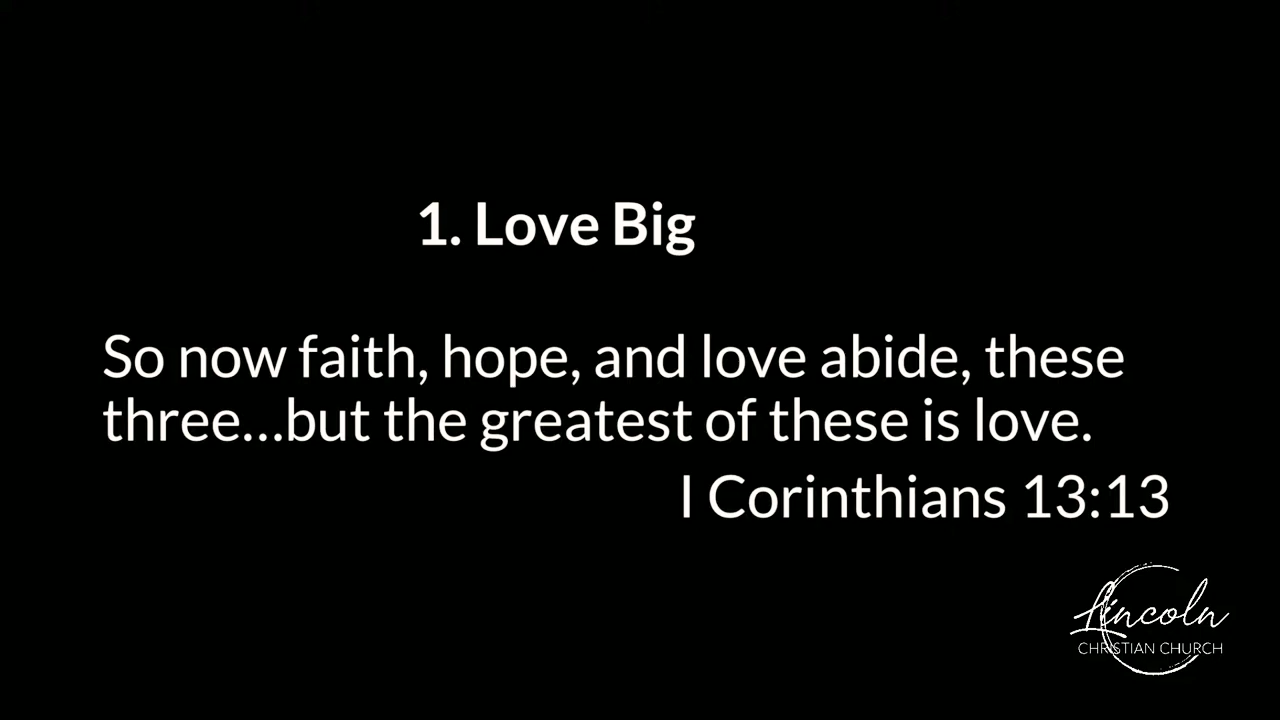 1. Love Big
So now faith, hope, and love abide, these
three...but the greatest of these is love.
I Corinthians 13:13
Lincoln
CHRISTIAN CHURCH